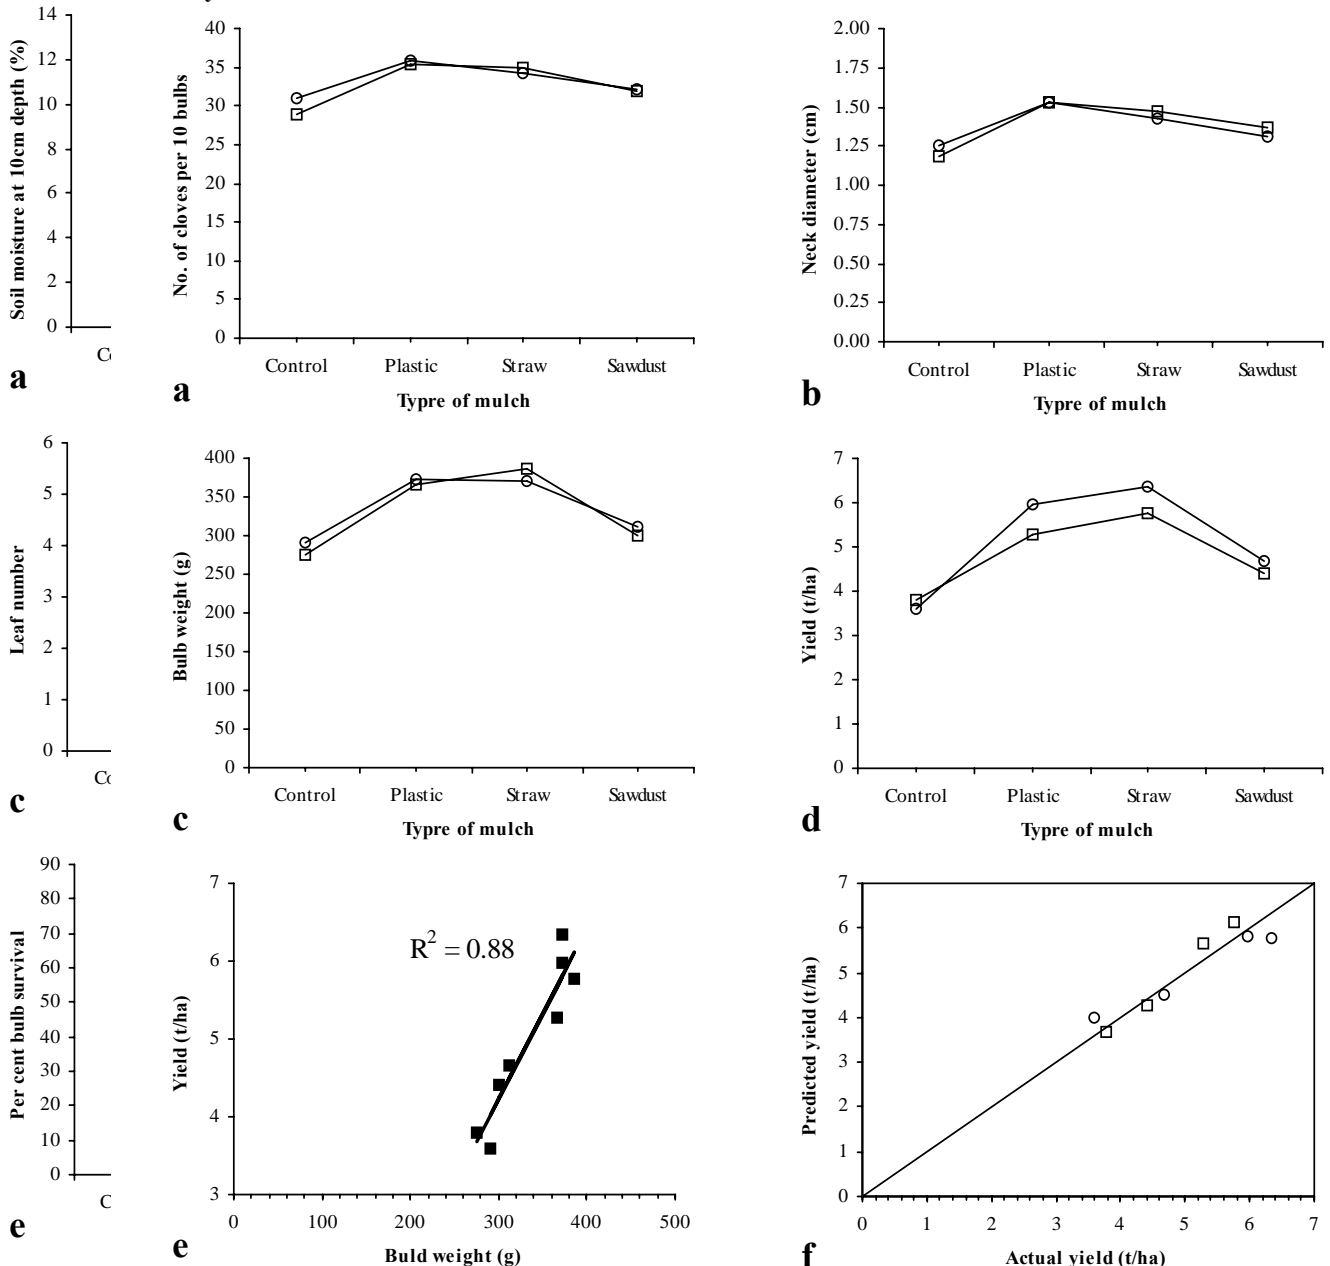 14
12
10
8
6
4
2
0
Soil moisture at 10cm depth (%)
a
40
35
30
25
20
15
10
5
0
No. of cloves per 10 bulbs
Control Plastic Straw Sawdust
Typre of mulch
a
2.00
1.75
1.50
1.25
1.00
0.75
0.50
0.25
0.00
Neck diameter (cm)
Control Plastic Straw Sawdust
Typre of mulch
b
6
5
4
3
2
1
0
Leaf number
c
400
350
300
250
200
150
100
50
0
Bulb weight (g)
Control Plastic Straw Sawdust
Typre of mulch
c
7
6
5
4
3
2
1
0
Yield (t/ha)
Control Plastic Straw Sawdust
Typre of mulch
d
90
80
70
60
50
40
30
20
10
0
Per cent bulb survival
e
7
6
5
4
3
Yield (t/ha)
R² = 0.88
0 100 200 300 400 500
Buld weight (g)
e
7
6
5
4
3
2
1
0
Predicted yield (t/ha)
0 1 2 3 4 5 6 7
Actual yield (t/ha)
f